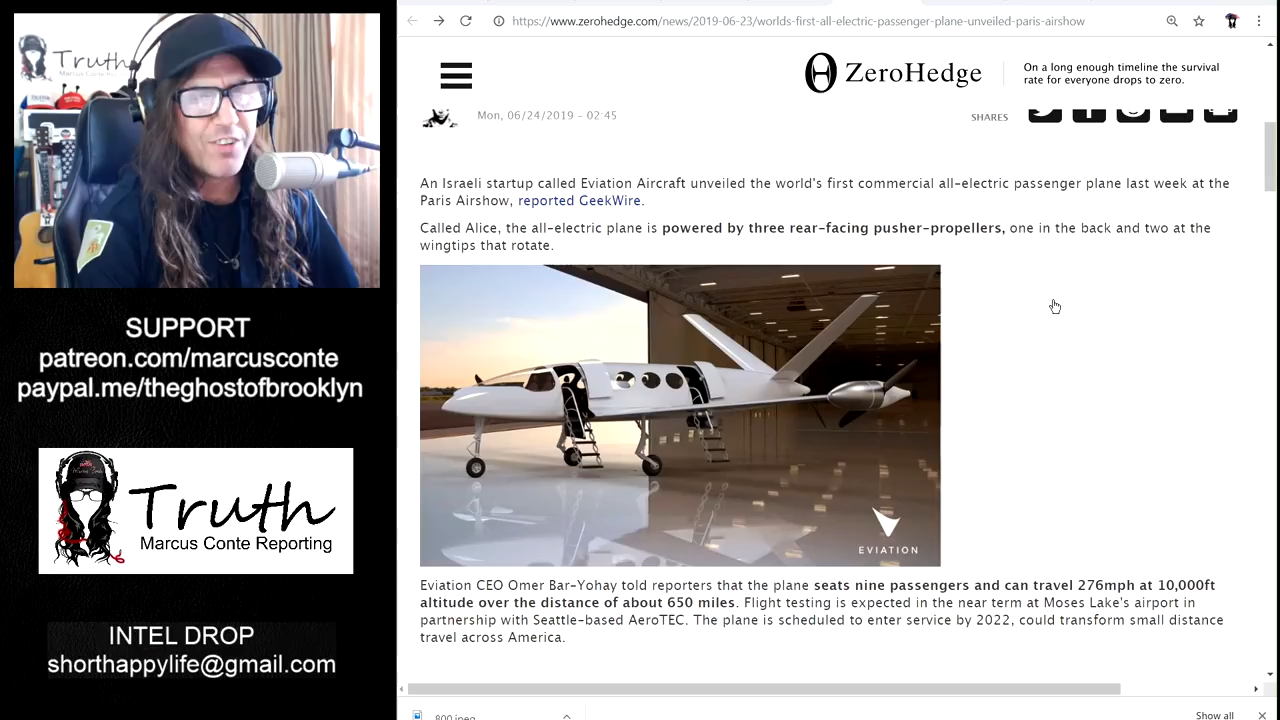 Truth
Marcus Conte Re
SUPPORT
patreon.com/marcusconte
paypal.me/theghostofbrooklyn
Truth
Marcus Conte Reporting
INTEL DROP
shorthappylife@gmail.com
https://www.zerohedge.com/news/2019-06-23/worlds-first-all-electric-passenger-plane-unveiled-paris-airshow
ZeroHedge
On a long enough timeline the survival
rate for everyone drops to zero.
Mon, 06/24/2019 - 02:45
SHARES
An Israeli startup called Eviation Aircraft unveiled the world's first commercial all-electric passenger plane last week at the
Paris Airshow, reported GeekWire.
Called Alice, the all-electric plane is powered by three rear-facing pusher-propellers, one in the back and two at the
wingtips that rotate.
EVIATION
Eviation CEO Omer Bar-Yohay told reporters that the plane seats nine passengers and can travel 276mph at 10,000ft
altitude over the distance of about 650 miles. Flight testing is expected in the near term at Moses Lake's airport in
partnership with Seattle-based AeroTEC. The plane is scheduled to enter service by 2022, could transform small distance
travel across America.
800.jpeg
Show all